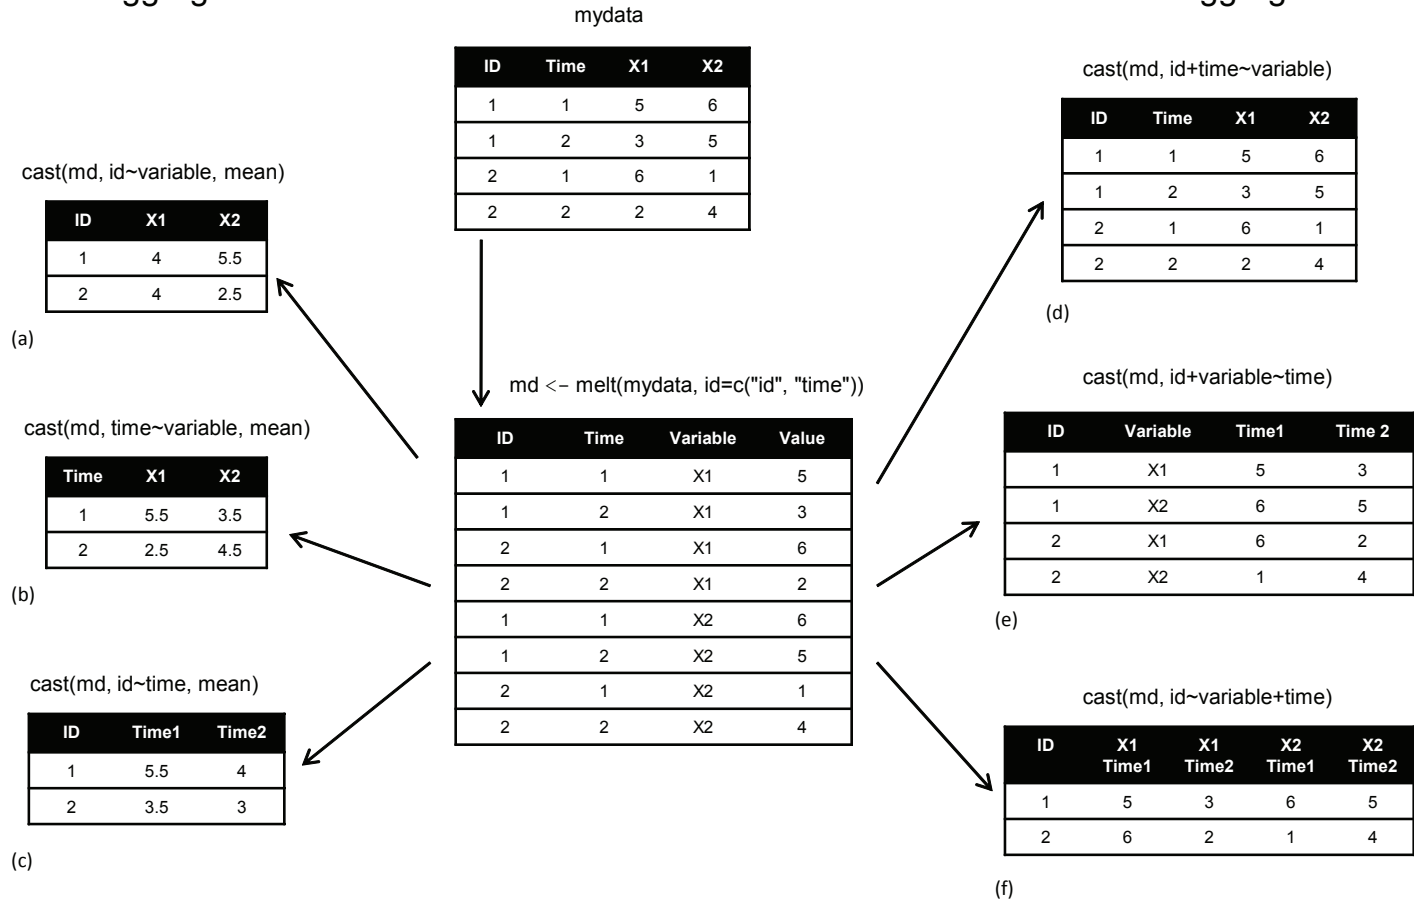 mydata
ID Time X1 X2
1 1 5 6
1 2 3 5
2 1 6 1
2 2 2 4
cast(md, id~variable, mean)
ID X1 X2
1 4 5.5
2 4 2.5
(a)
cast(md, time~variable, mean)
Time X1 X2
1 5.5 3.5
2 2.5 4.5
(b)
cast(md, id~time, mean)
ID Time1 Time2
1 5.5 4
2 3.5 3
(c)
md <- melt(mydata, id=c("id", "time"))
ID Time Variable Value
1 1 X1 5
1 2 X1 3
2 1 X1 6
2 2 X1 2
1 1 X2 6
1 2 X2 5
2 1 X2 1
2 2 X2 4
cast(md, id+time~variable)
ID Time X1 X2
1 1 5 6
1 2 3 5
2 1 6 1
2 2 2 4
(d)
cast(md, id+variable~time)
ID Variable Time1 Time 2
1 X1 5 3
1 X2 6 5
2 X1 6 2
2 X2 1 4
(e)
cast(md, id~variable+time)
ID X1 X1 X2 X2
Time1 Time2 Time1 Time2
1 5 3 6 5
2 6 2 1 4
(f)